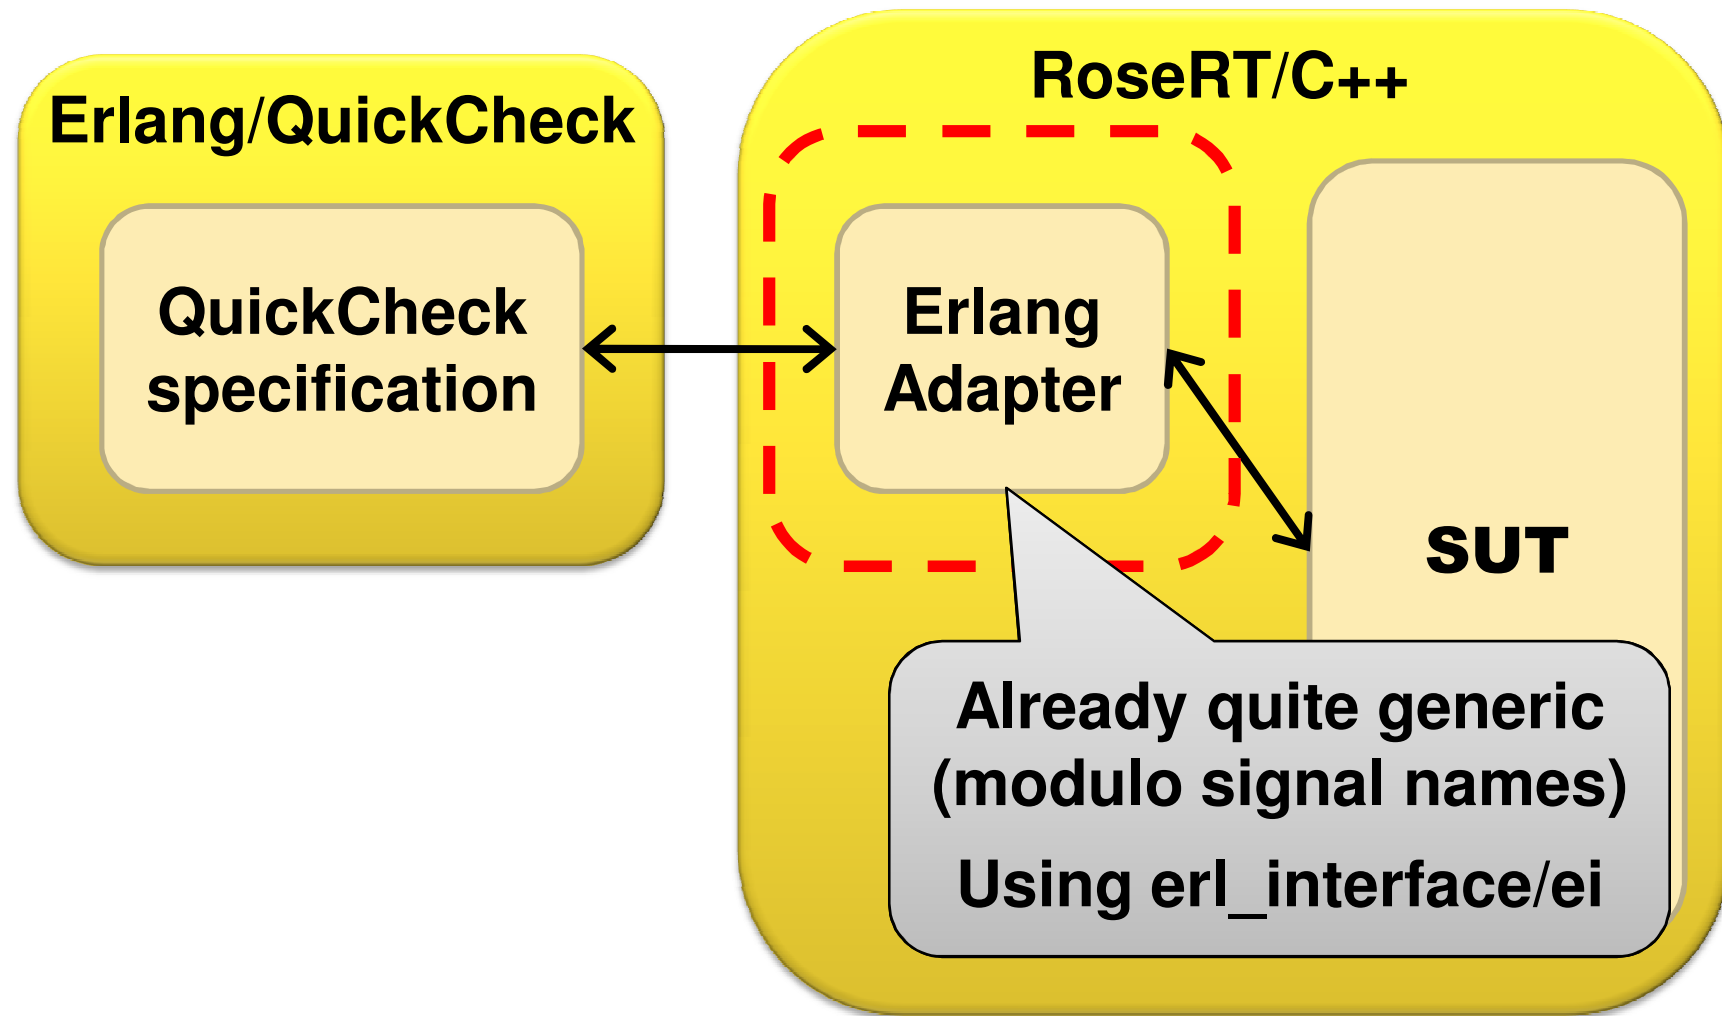 Erlang/QuickCheck
QuickCheck
specification
RoseRT/C++
Erlang
Adapter
SUT
Already quite generic
(modulo signal names)
Using erl_interface/ei